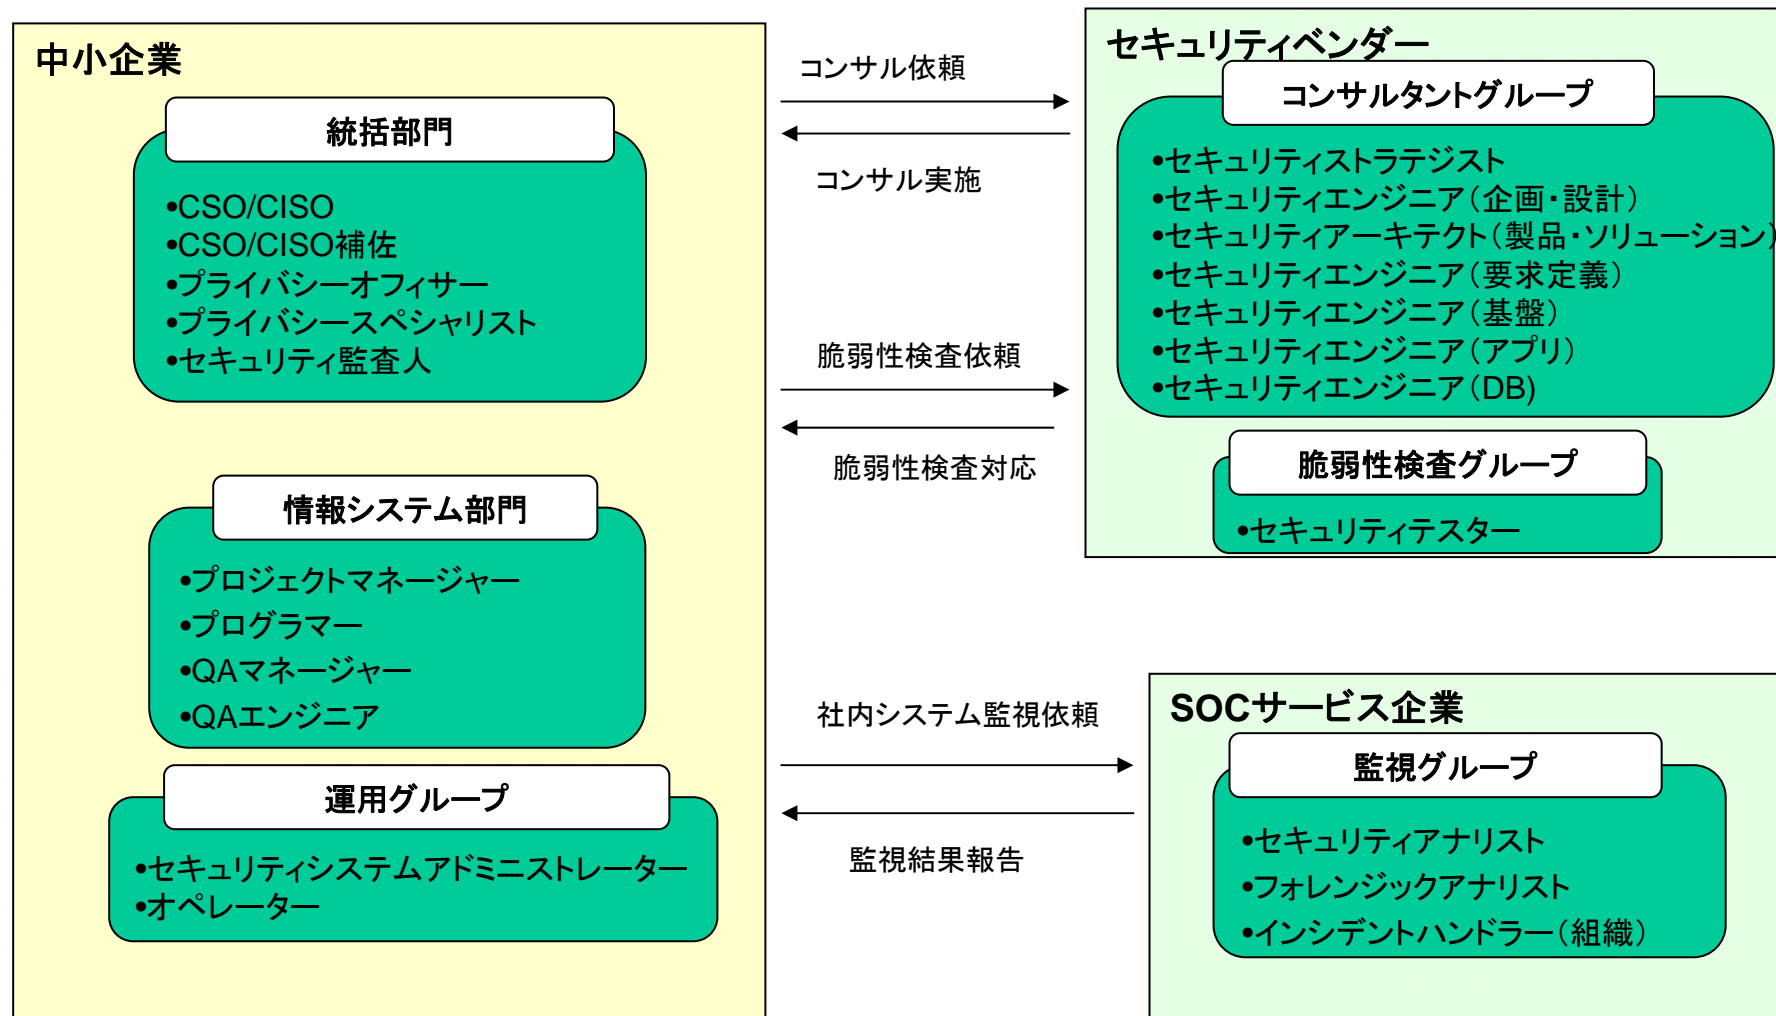 中小企業
統括部門
•CSO/CISO
•CSO/CISO補佐
•プライバシーオフィサー
•プライバシースペシャリスト
•セキュリティ監査人
情報システム部門
•プロジェクトマネージャー
•プログラマー
•QAマネージャー
•QAエンジニア
運用グループ
•セキュリティシステムアドミニストレーター
•オペレーター
コンサル依頼
コンサル実施
脆弱性検査依頼
脆弱性検査対応
社内システム監視依頼
監視結果報告
セキュリティベンダー
コンサルタントグループ
•セキュリティストラテジスト
•セキュリティエンジニア（企画・設計）
•セキュリティアーキテクト（製品・ソリューション）
•セキュリティエンジニア（要求定義）
•セキュリティエンジニア（基盤）
•セキュリティエンジニア（アプリ）
•セキュリティエンジニア（DB)
脆弱性検査グループ
•セキュリティテスター
SOCサービス企業
監視グループ
•セキュリティアナリスト
•フォレンジックアナリスト
•インシデントハンドラー（組織）